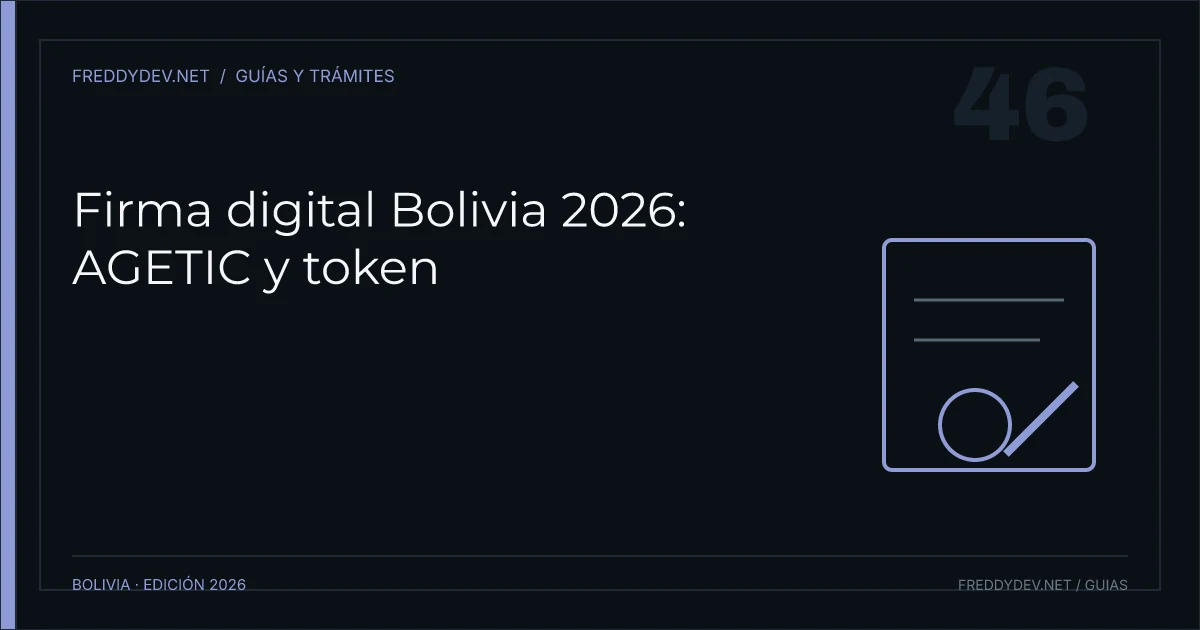 FREDDYDEV.NET / GUÍAS Y TRÁMITES
46
Firma digital Bolivia 2026:
AGETIC y token
BOLIVIA · EDICIÓN 2026
FREDDYDEV.NET / GUIAS